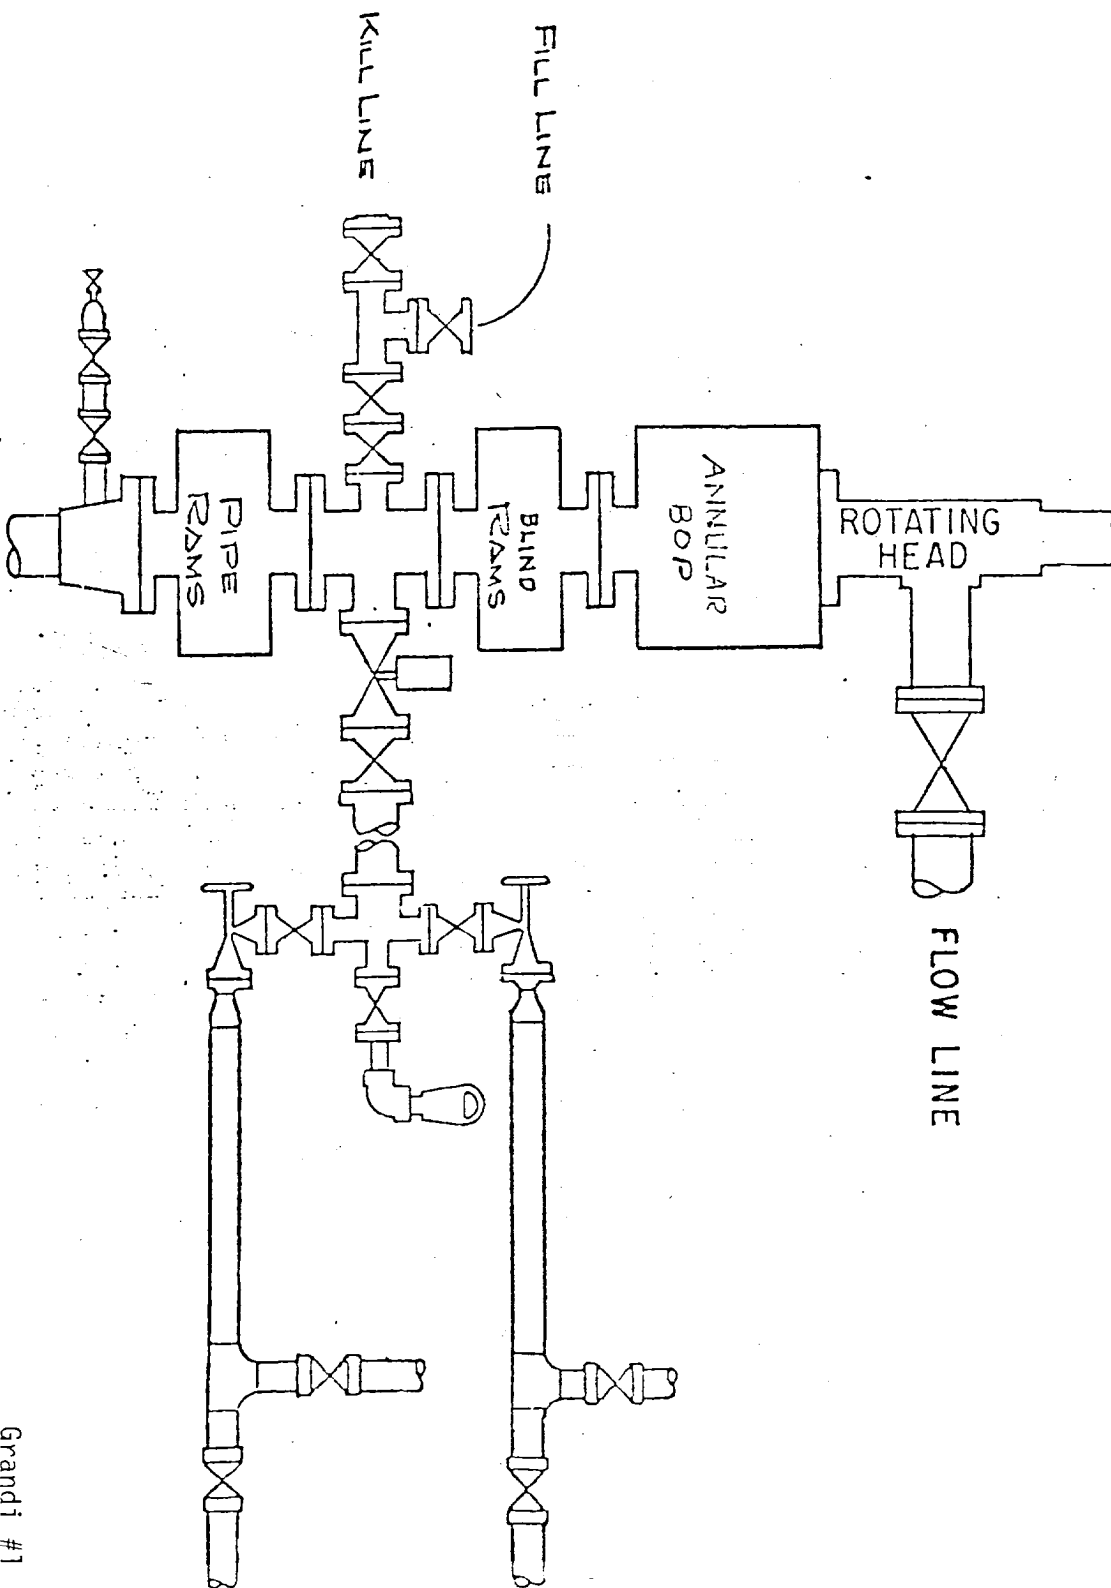 FILL LINE
KILL LINE
ROTATING
HEAD
ANNULAR
BOP
BLIND
RAMS
PIPE
RAMS
FLOW LINE
Grandi #1